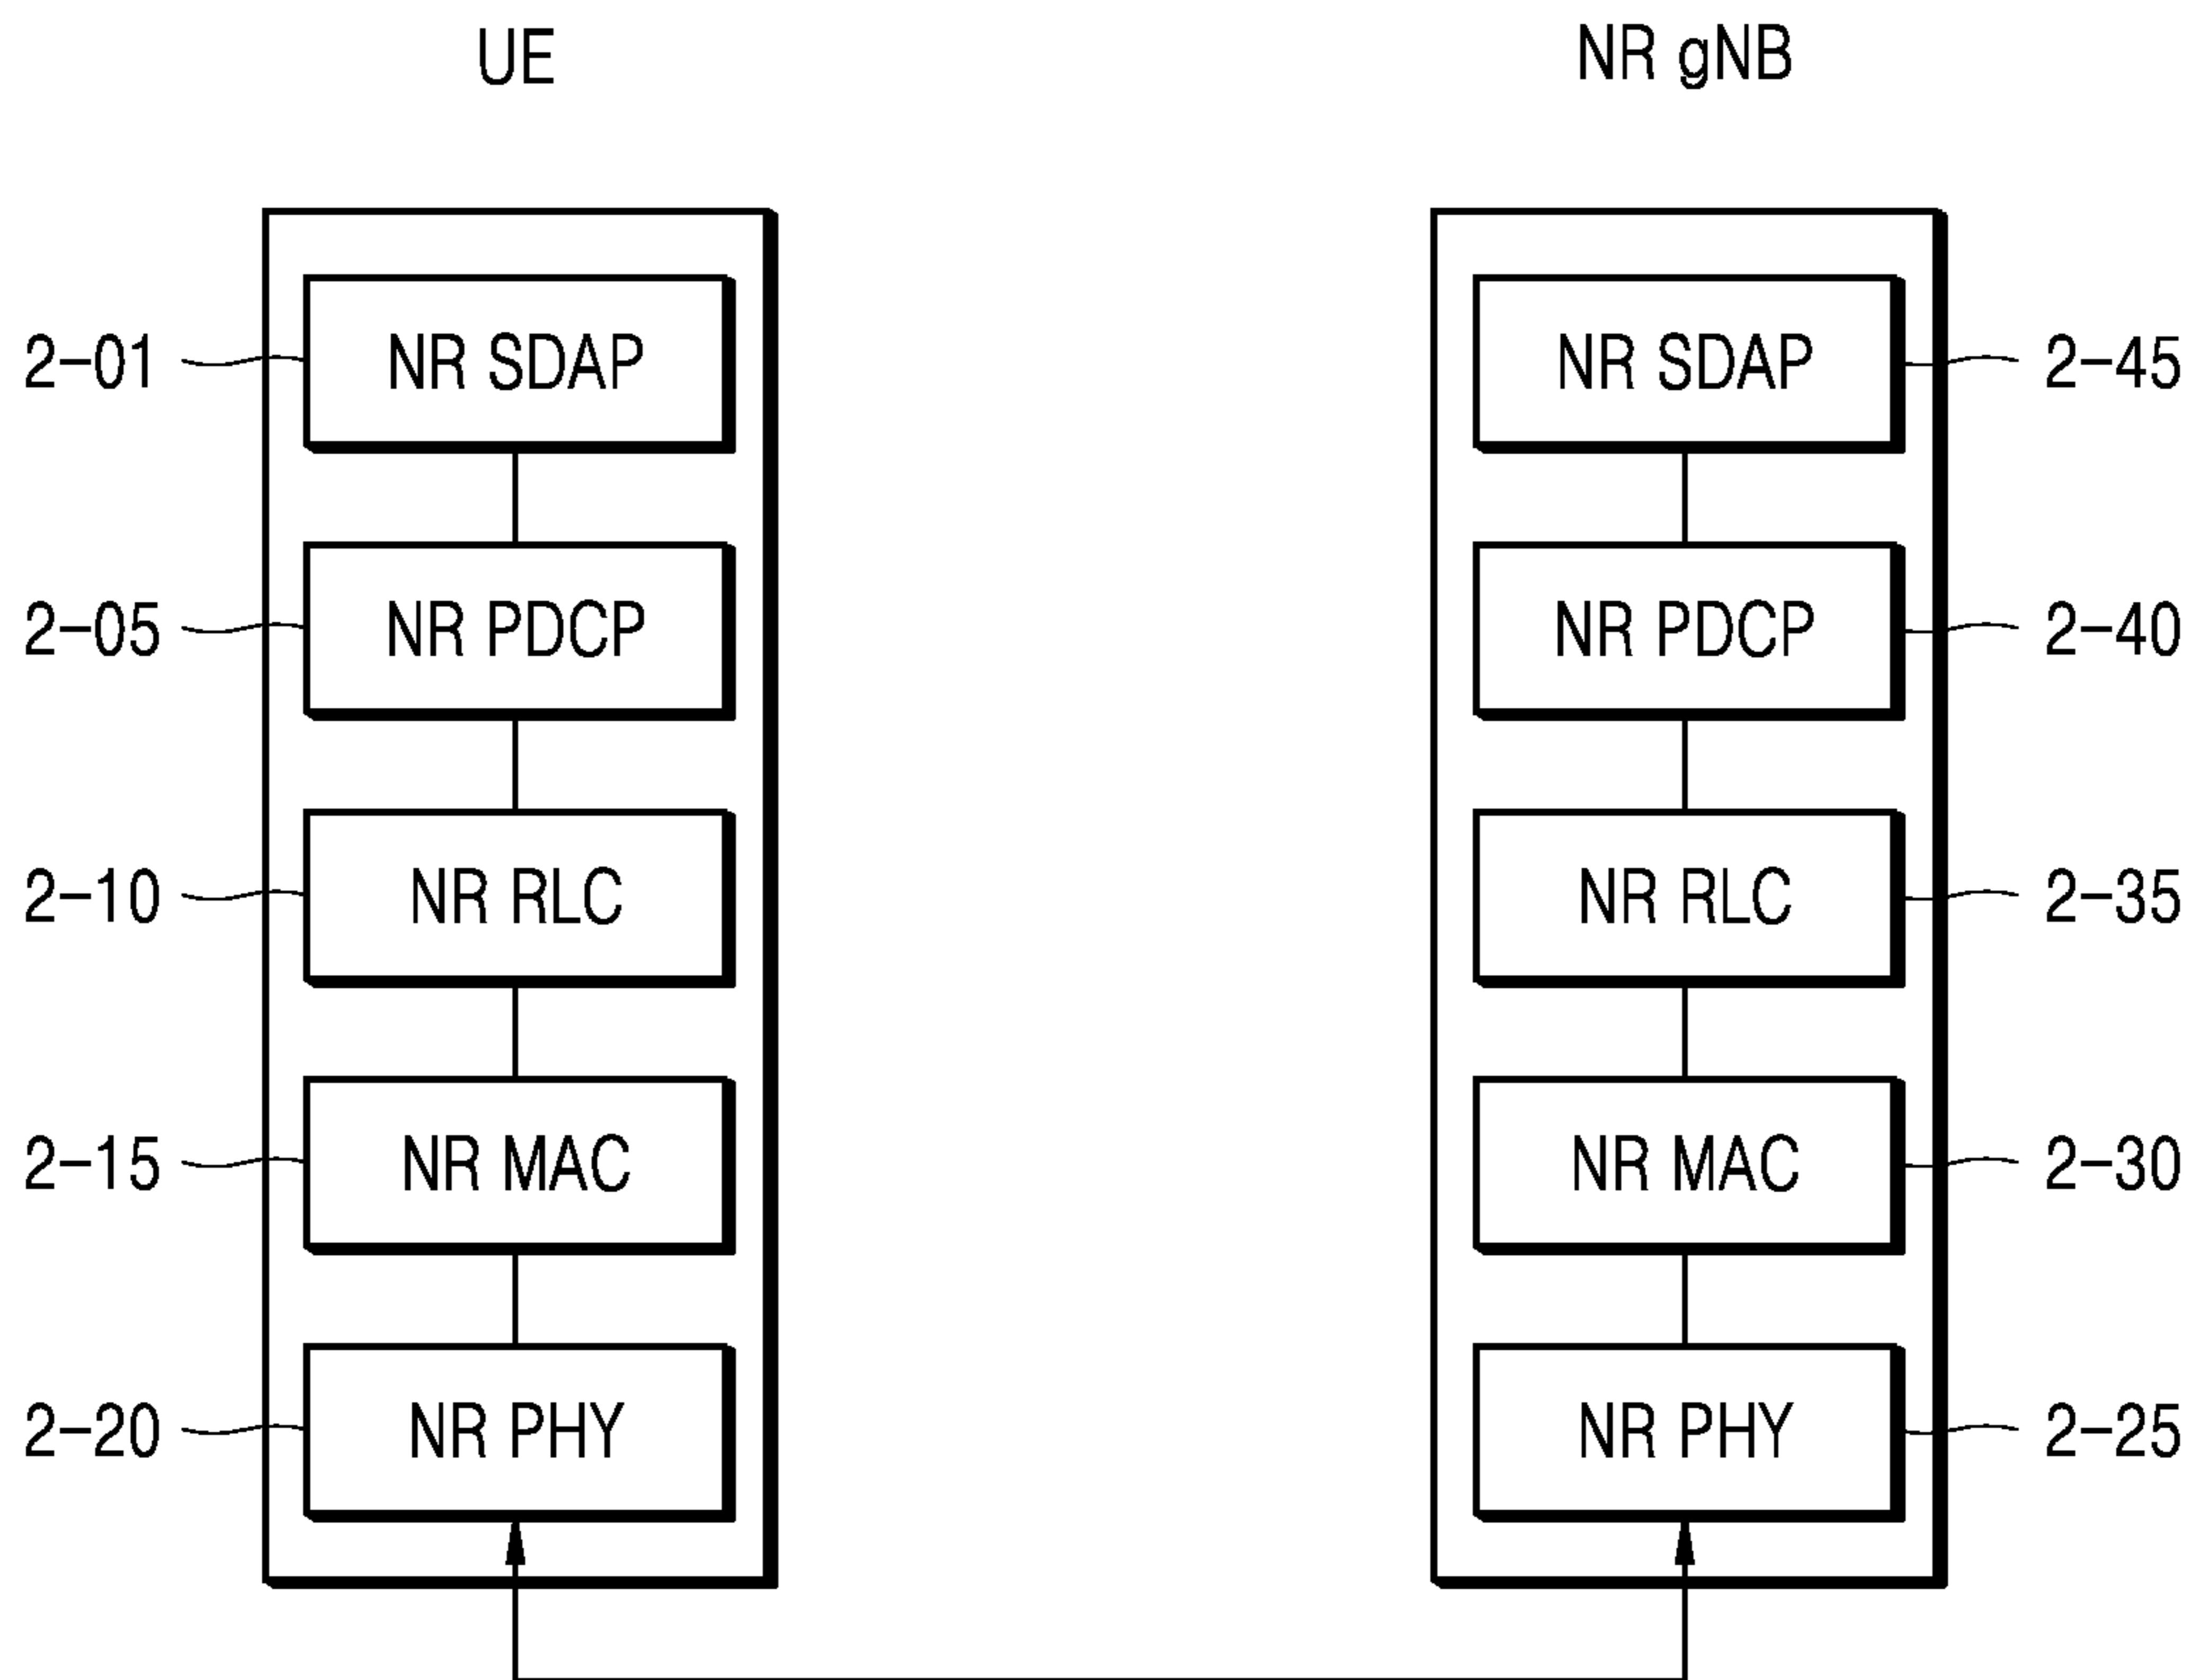 UE NR gNB
2-01 NR SDAP NR SDAP 2-45
2-05 NR PDCP NR PDCP 2-40
2-10 NR RLC NR RLC 2-35
2-15 NR MAC NR MAC 2-30
2-20 NR PHY NR PHY 2-25